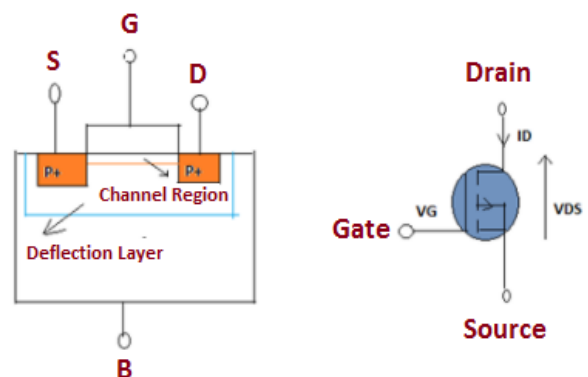 G
S
D
P+
P+
Channel Region
Deflection Layer
B
Drain
ID
VDS
VG
Gate
Source